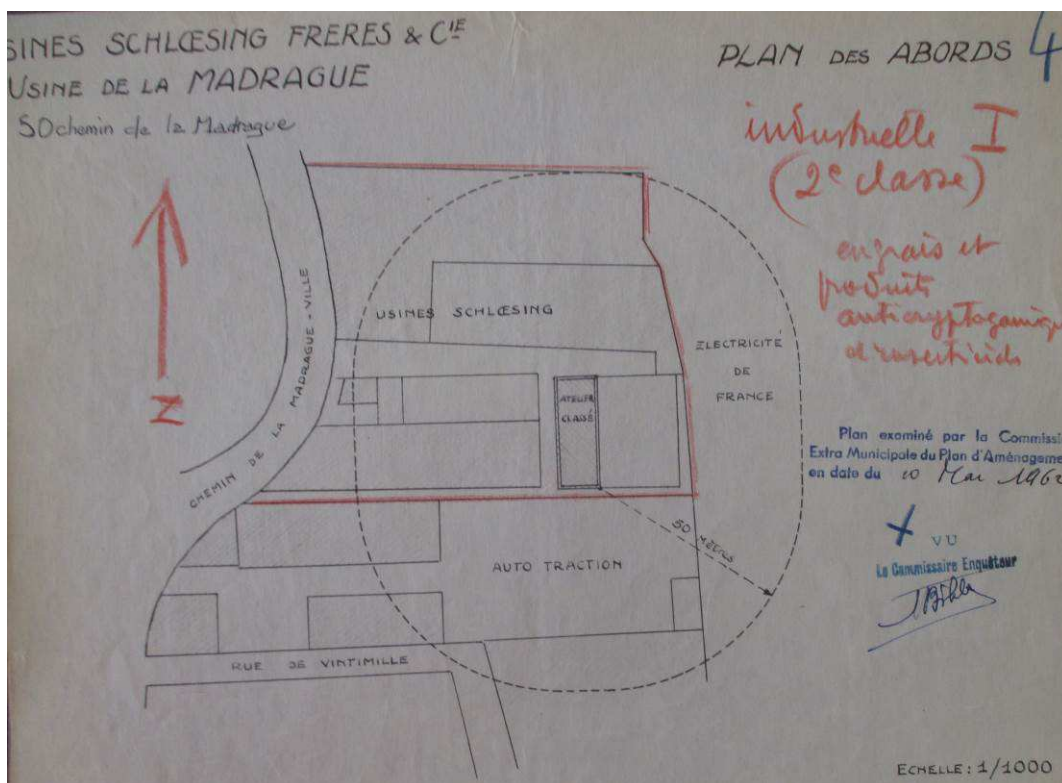 SINES SCHLŒSING FRERES & CIE
USINE DE LA MADRAGUE
50 chemin de la Madrague
PLAN DES ABORDS 4
industrielle I
(2e classe)
engrais et
produits
anticryptogamiq
d'insecticides
N
CHEMIN DE LA MADRAGUE-VILLE
USINES SCHLŒSING
ELECTRICITÉ
DE
FRANCE
ATELIER
CLASSÉ
50 METRES
AUTO TRACTION
RUE DE VINTIMILLE
Plan examiné par la Commissi
Extra Municipale du Plan d'Aménageme
en date du 10 Mai 196
VU
Le Commissaire Enquêteur
ECHELLE: 1/1000